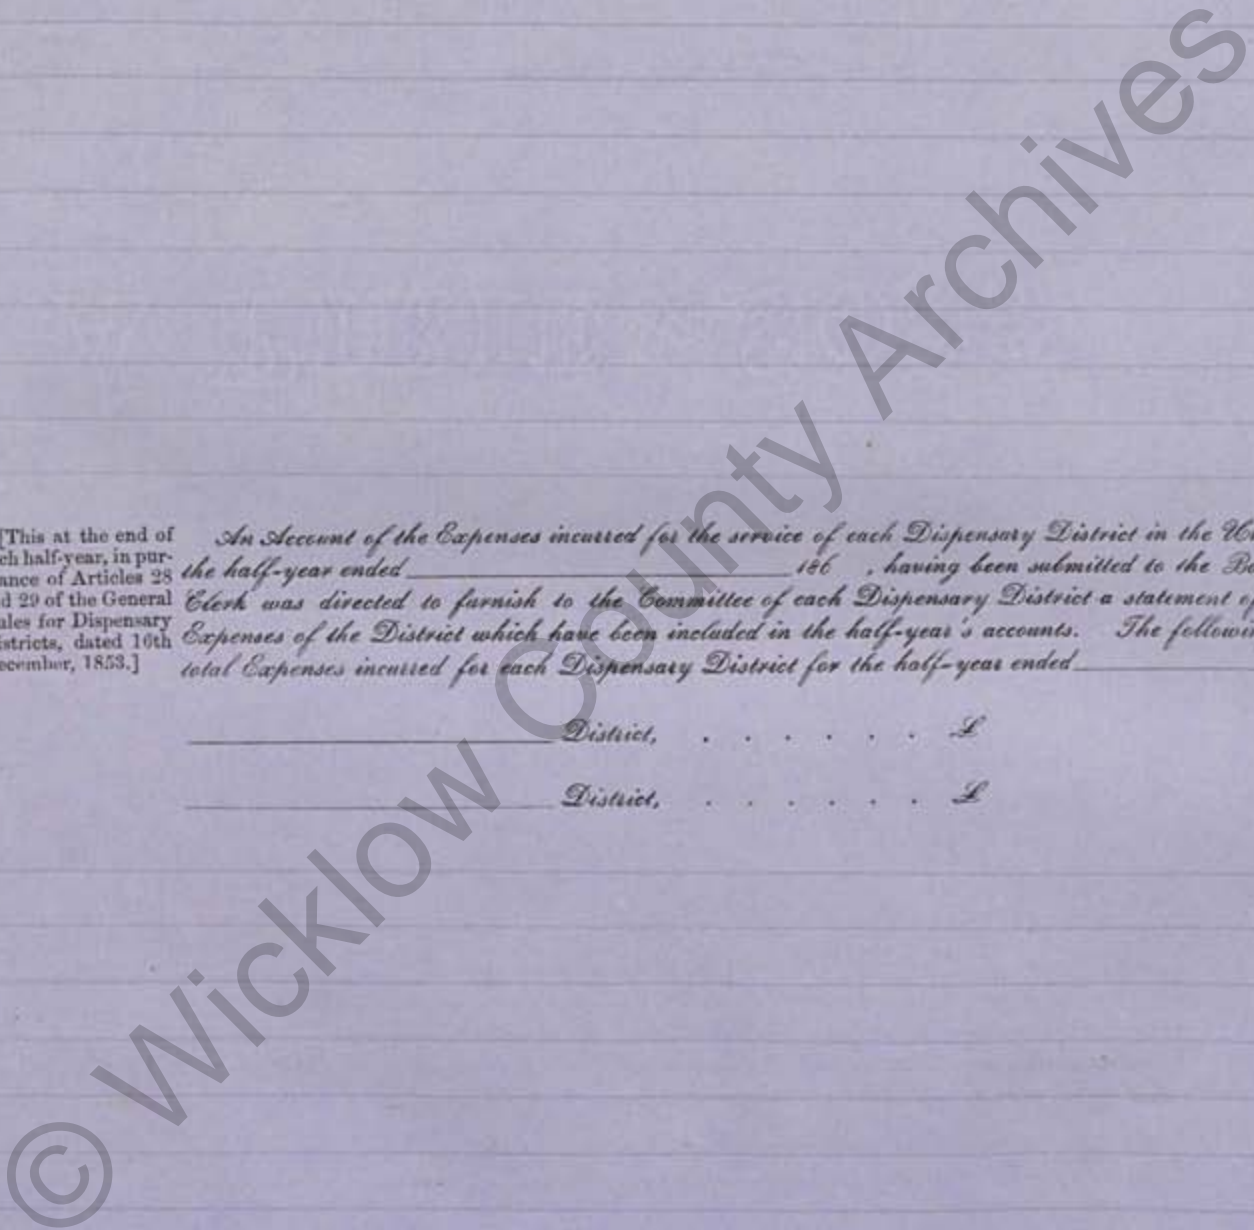 [This at the end of
ch half-year, in pur-
ance of Articles 28
d 29 of the General
ules for Dispensary
istricts, dated 16th
ecember, 1853.]
An Account of the Expenses incurred for the service of each Dispensary District in the
the half-year ended 186 , having been submitted to the
Clerk was directed to furnish to the Committee of each Dispensary District a statement of
Expenses of the District which have been included in the half-year's accounts. The followi
total Expenses incurred for each Dispensary District for the half-year ended
District, . . . . . . £
District, . . . . . . £
© Wicklow County Archives